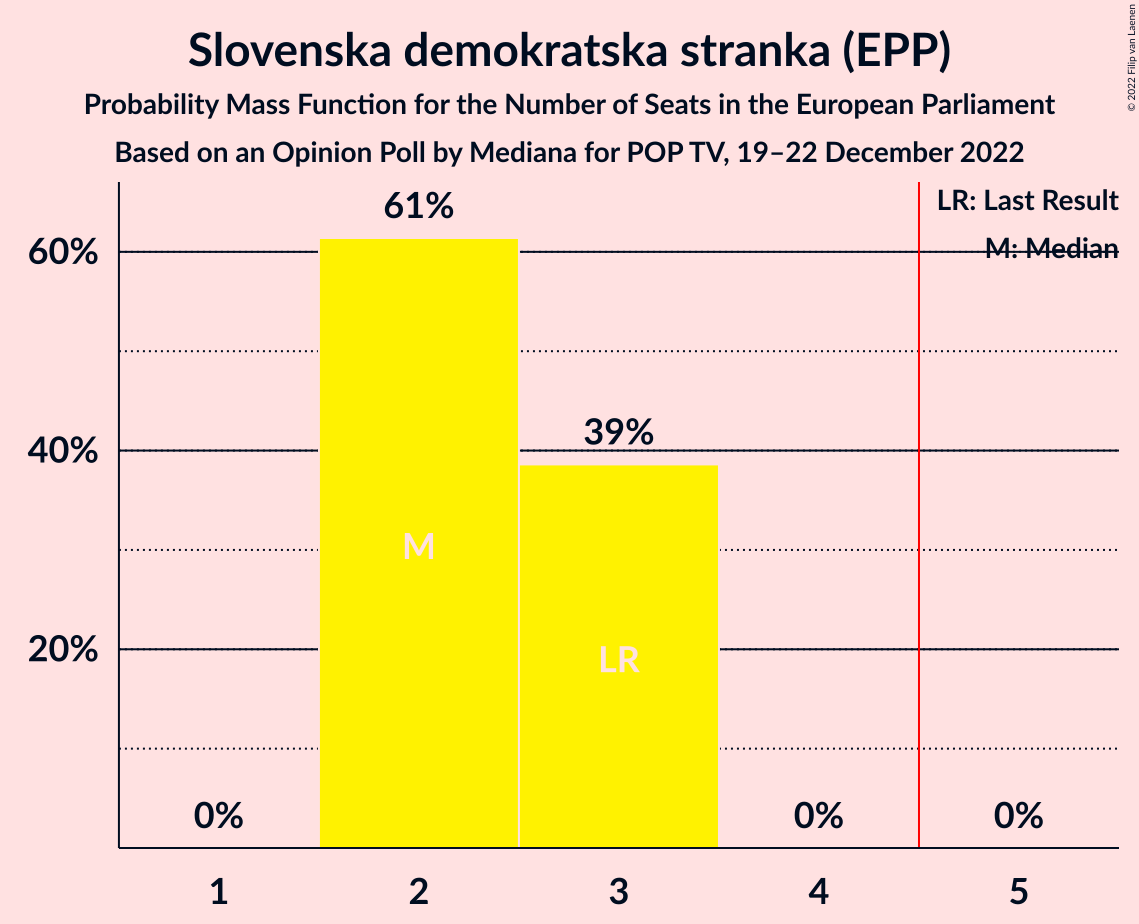 Slovenska demokratska stranka (EPP)
Probability Mass Function for the Number of Seats in the European Parliament
Based on an Opinion Poll by Mediana for POP TV, 19–22 December 2022
© 2022 Filip van Laenen
LR: Last Result
M: Median
61%
60%
39%
40%
M
LR
20%
0%
0%
0%
1
2
3
4
5